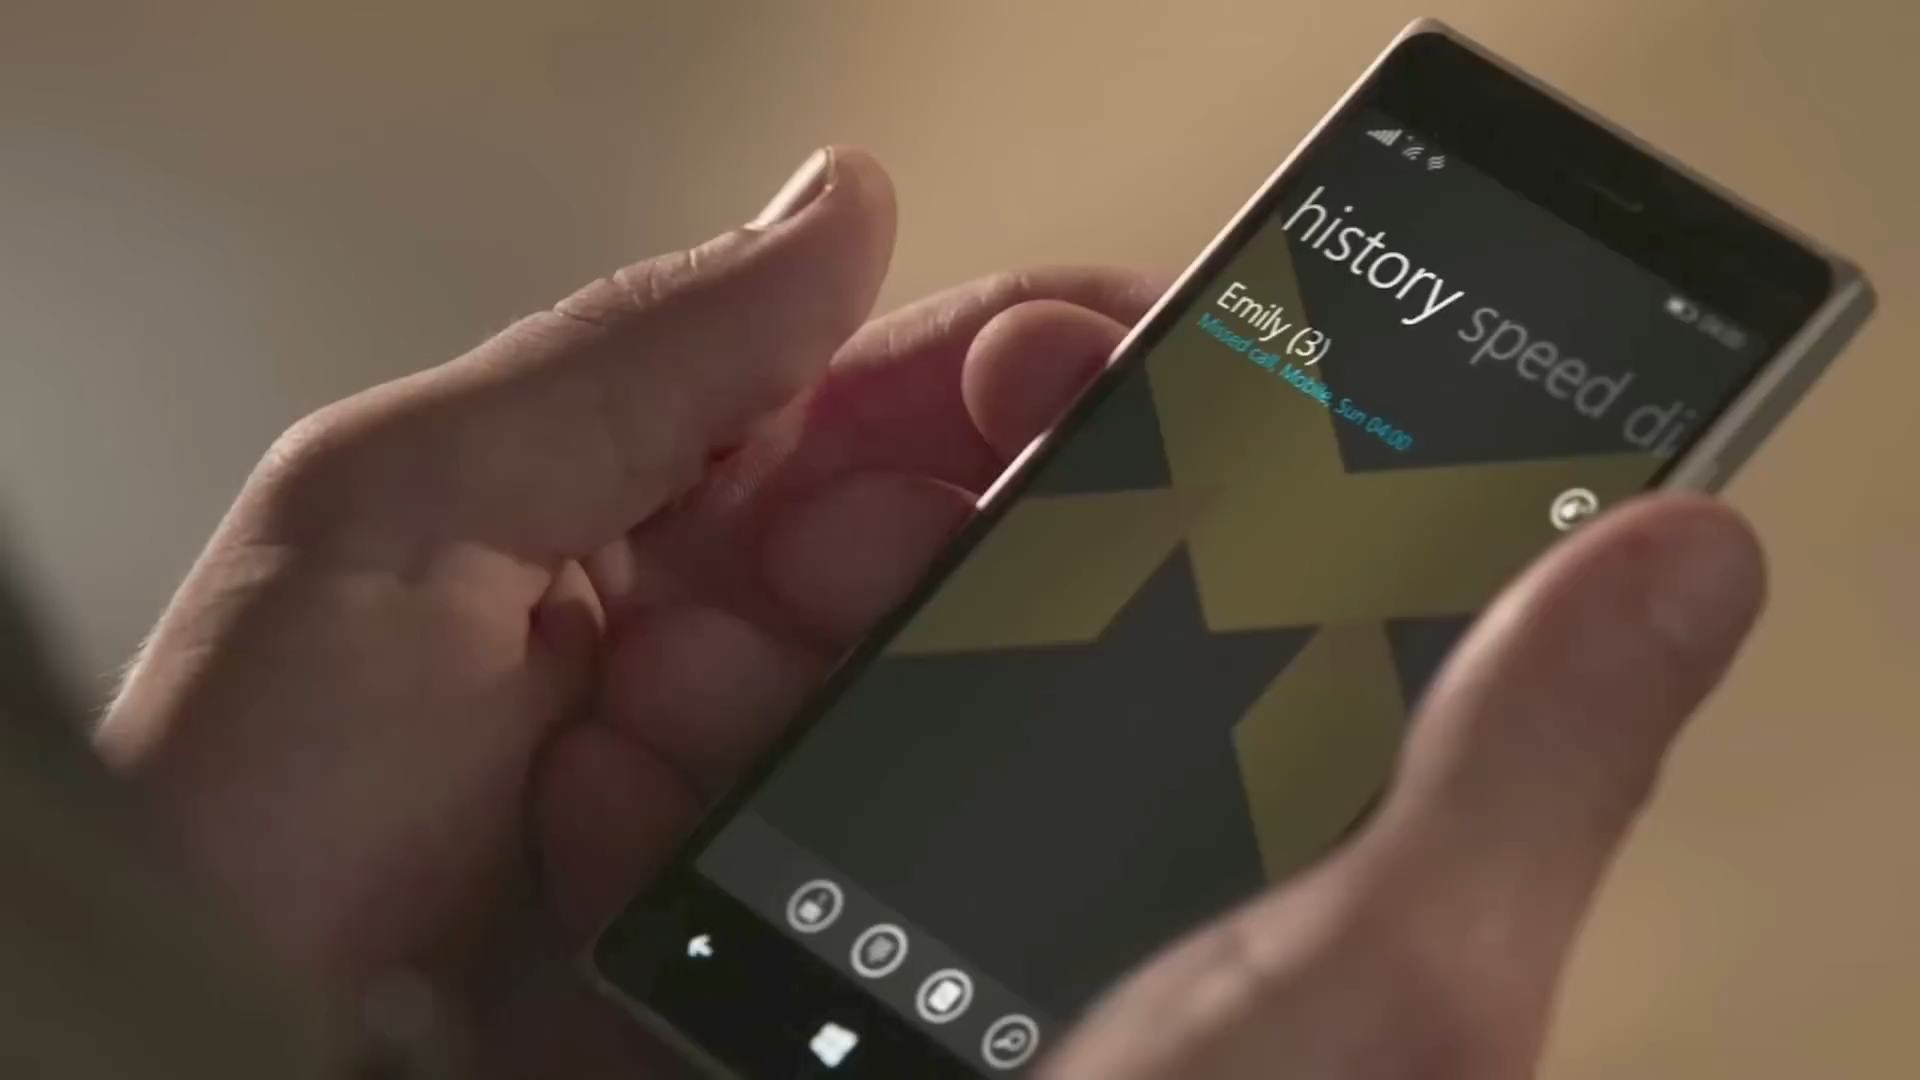 history speed di
Emily (3)
Missed call, Mobile, Sun 04:00